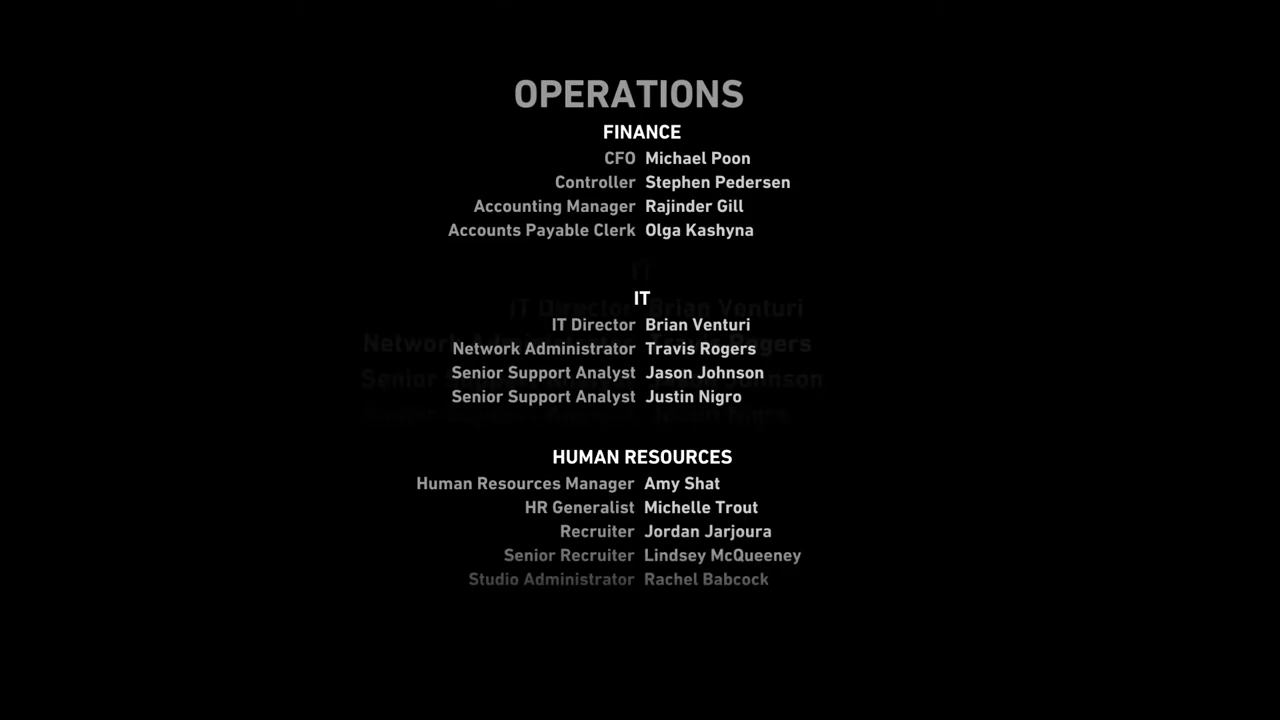 OPERATIONS
FINANCE
CFO Michael Poon
Controller Stephen Pedersen
Accounting Manager Rajinder Gill
Accounts Payable Clerk Olga Kashyna
IT
IT Director Brian Venturi
Network Administrator Travis Rogers
Senior Support Analyst Jason Johnson
Senior Support Analyst Justin Nigro
HUMAN RESOURCES
Human Resources Manager Amy Shat
HR Generalist Michelle Trout
Recruiter Jordan Jarjoura
Senior Recruiter Lindsey McQueeney
Studio Administrator Rachel Babcock